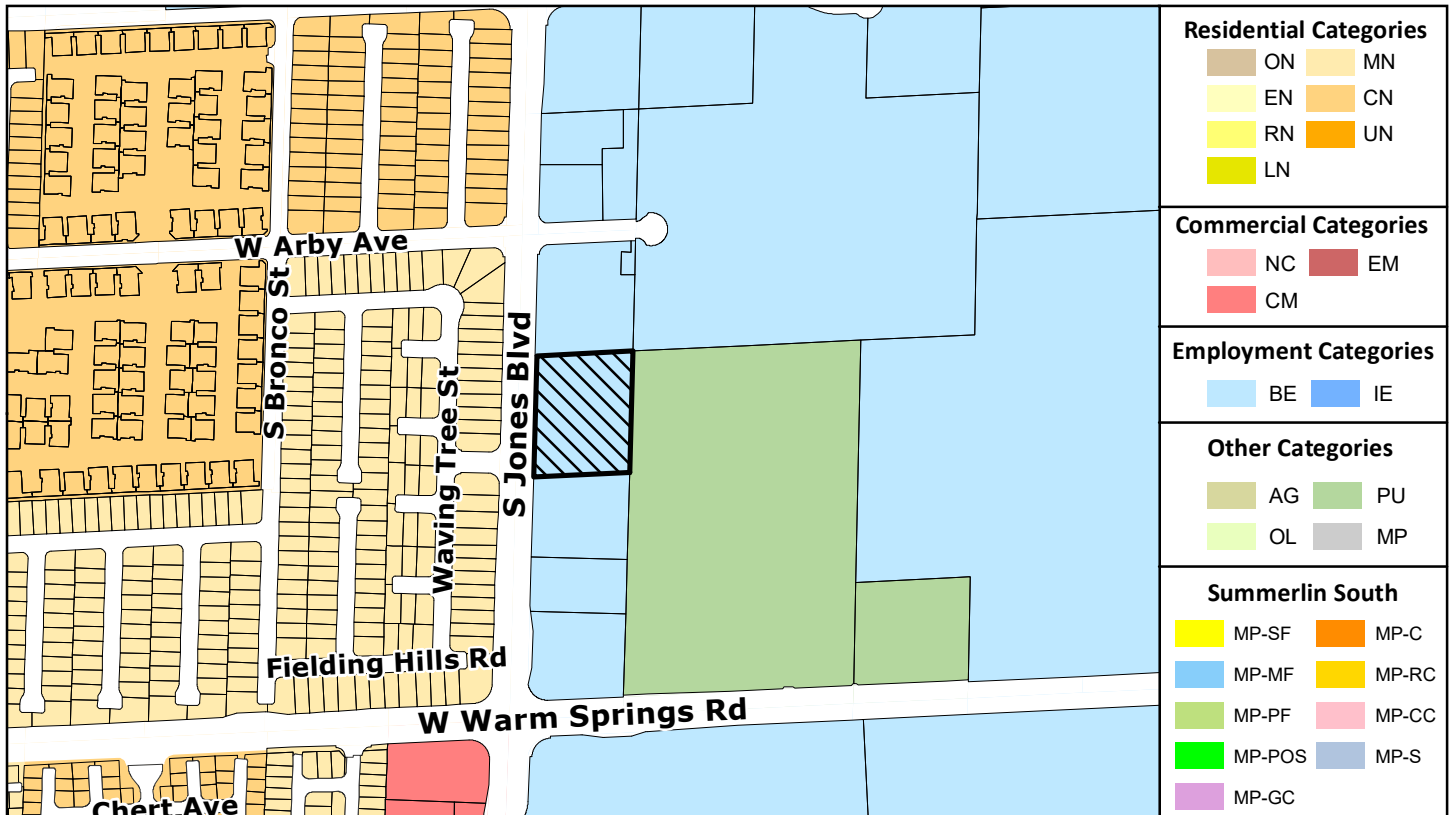 W Arby Ave
S Bronco St
S Jones Blvd
Waving Tree St
Fielding Hills Rd
W Warm Springs Rd
Chert Ave
Residential Categories
ON MN
EN CN
RN UN
LN
Commercial Categories
NC EM
CM
Employment Categories
BE IE
Other Categories
AG PU
OL MP
Summerlin South
MP-SF MP-C
MP-MF MP-RC
MP-PF MP-CC
MP-POS MP-S
MP-GC